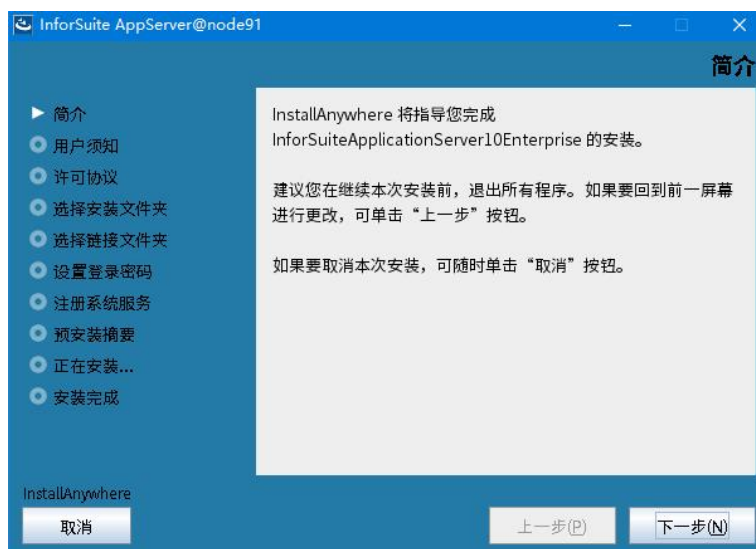 InforSuite AppServer@node91
简介
简介
用户须知
许可协议
选择安装文件夹
选择链接文件夹
设置登录密码
注册系统服务
预安装摘要
正在安装...
安装完成
InstallAnywhere 将指导您完成
InforSuiteApplicationServer10Enterprise 的安装。
建议您在继续本次安装前，退出所有程序。如果要回到前一屏幕
进行更改，可单击“上一步”按钮。
如果要取消本次安装，可随时单击“取消”按钮。
InstallAnywhere
取消
上一步(P)
下一步(N)